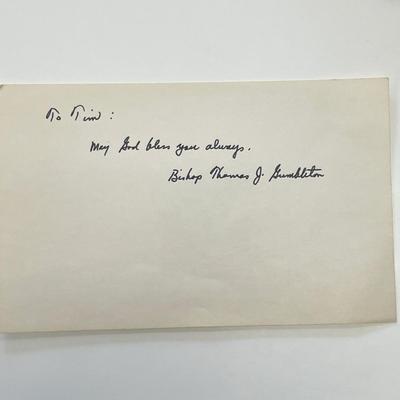 To Tim:
May God bless you always.
Bishop Thomas J. Gumbleton